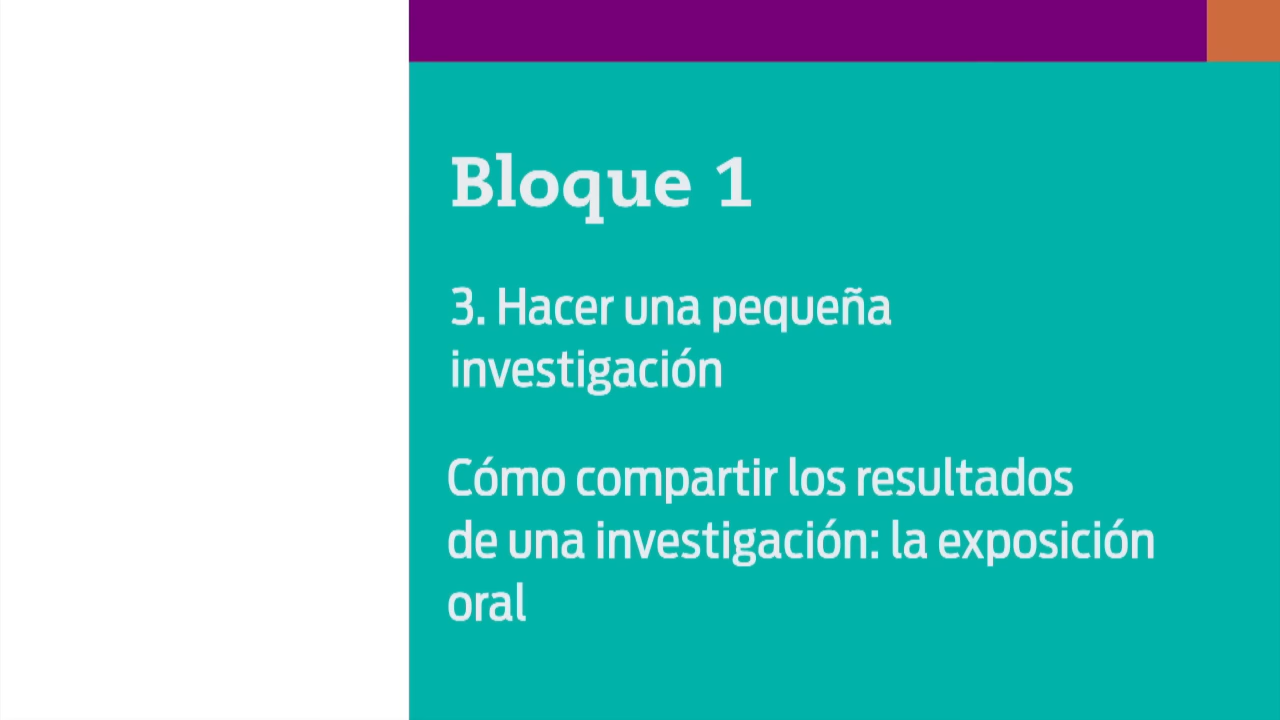 Bloque 1
3. Hacer una pequeña
investigación
Cómo compartir los resultados
de una investigación: la exposición
oral